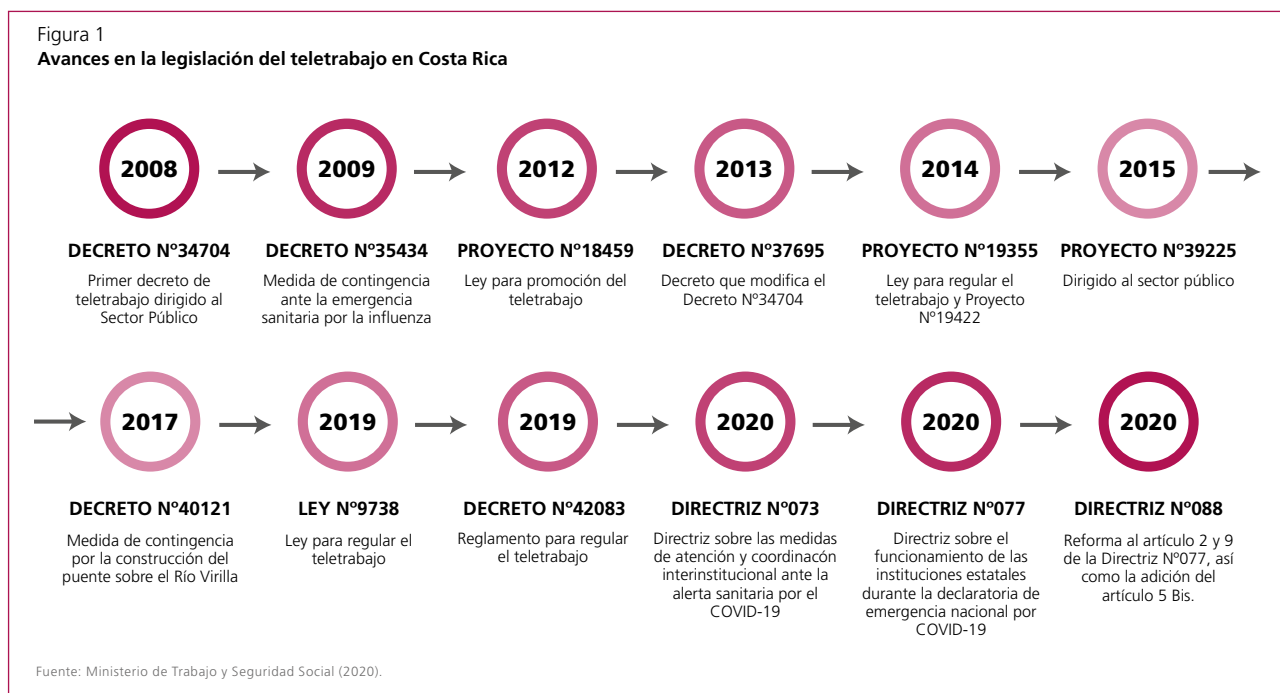 Figura 1
Avances en la legislación del teletrabajo en Costa Rica
2008
DECRETO Nº34704
Primer decreto de
teletrabajo dirigido al
Sector Público
2009
DECRETO Nº35434
Medida de contingencia
ante la emergencia
sanitaria por la influenza
2012
PROYECTO Nº18459
Ley para promoción del
teletrabajo
2013
DECRETO Nº37695
Decreto que modifica el
Decreto Nº34704
2014
PROYECTO Nº19355
Ley para regular el
teletrabajo y Proyecto
Nº19422
2015
PROYECTO Nº39225
Dirigido al sector público
2017
DECRETO Nº40121
Medida de contingencia
por la construcción del
puente sobre el Río Virilla
2019
LEY Nº9738
Ley para regular el
teletrabajo
2019
DECRETO Nº42083
Reglamento para regular
el teletrabajo
2020
DIRECTRIZ Nº073
Directriz sobre las medidas
de atención y coordinacón
interinstitucional ante la
alerta sanitaria por el
COVID-19
2020
DIRECTRIZ Nº077
Directriz sobre el
funcionamiento de las
instituciones estatales
durante la declaratoria de
emergencia nacional por
COVID-19
2020
DIRECTRIZ Nº088
Reforma al artículo 2 y 9
de la Directriz Nº077, así
como la adición del
artículo 5 Bis.
Fuente: Ministerio de Trabajo y Seguridad Social (2020).